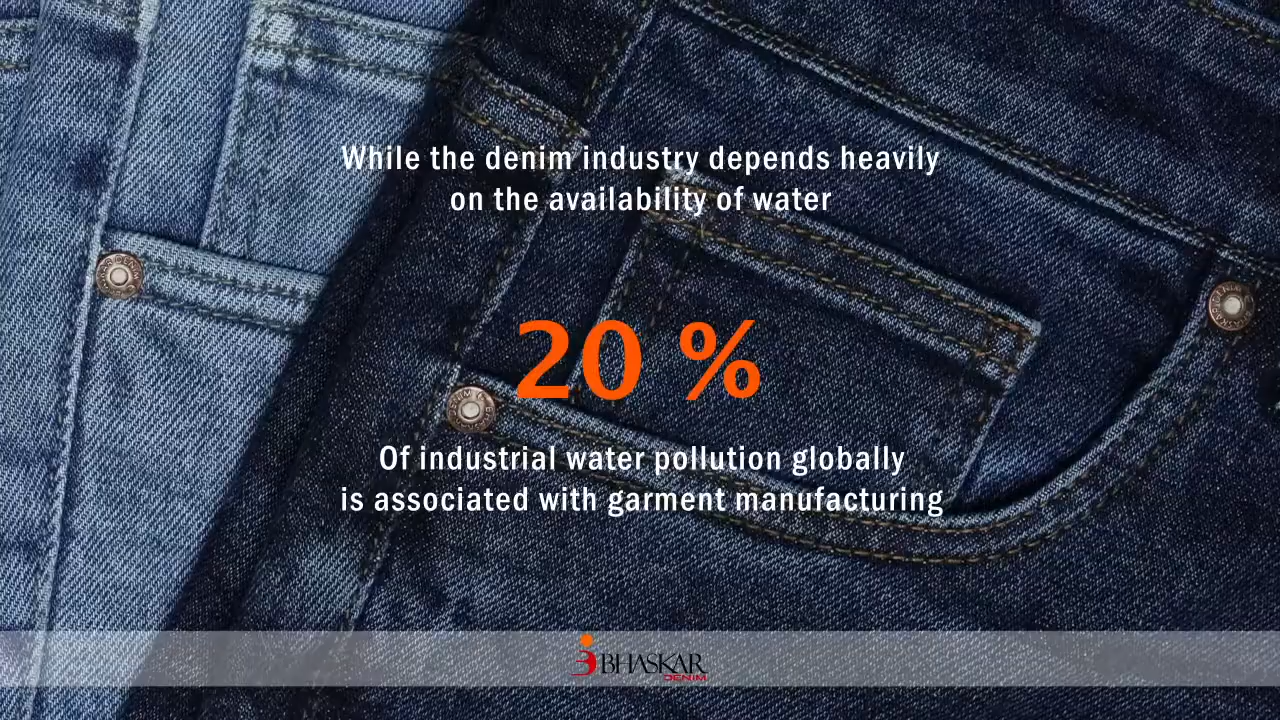 While the denim industry depends heavily
on the availability of water
20 %
Of industrial water pollution globally
is associated with garment manufacturing
BHASKAR
DENIM